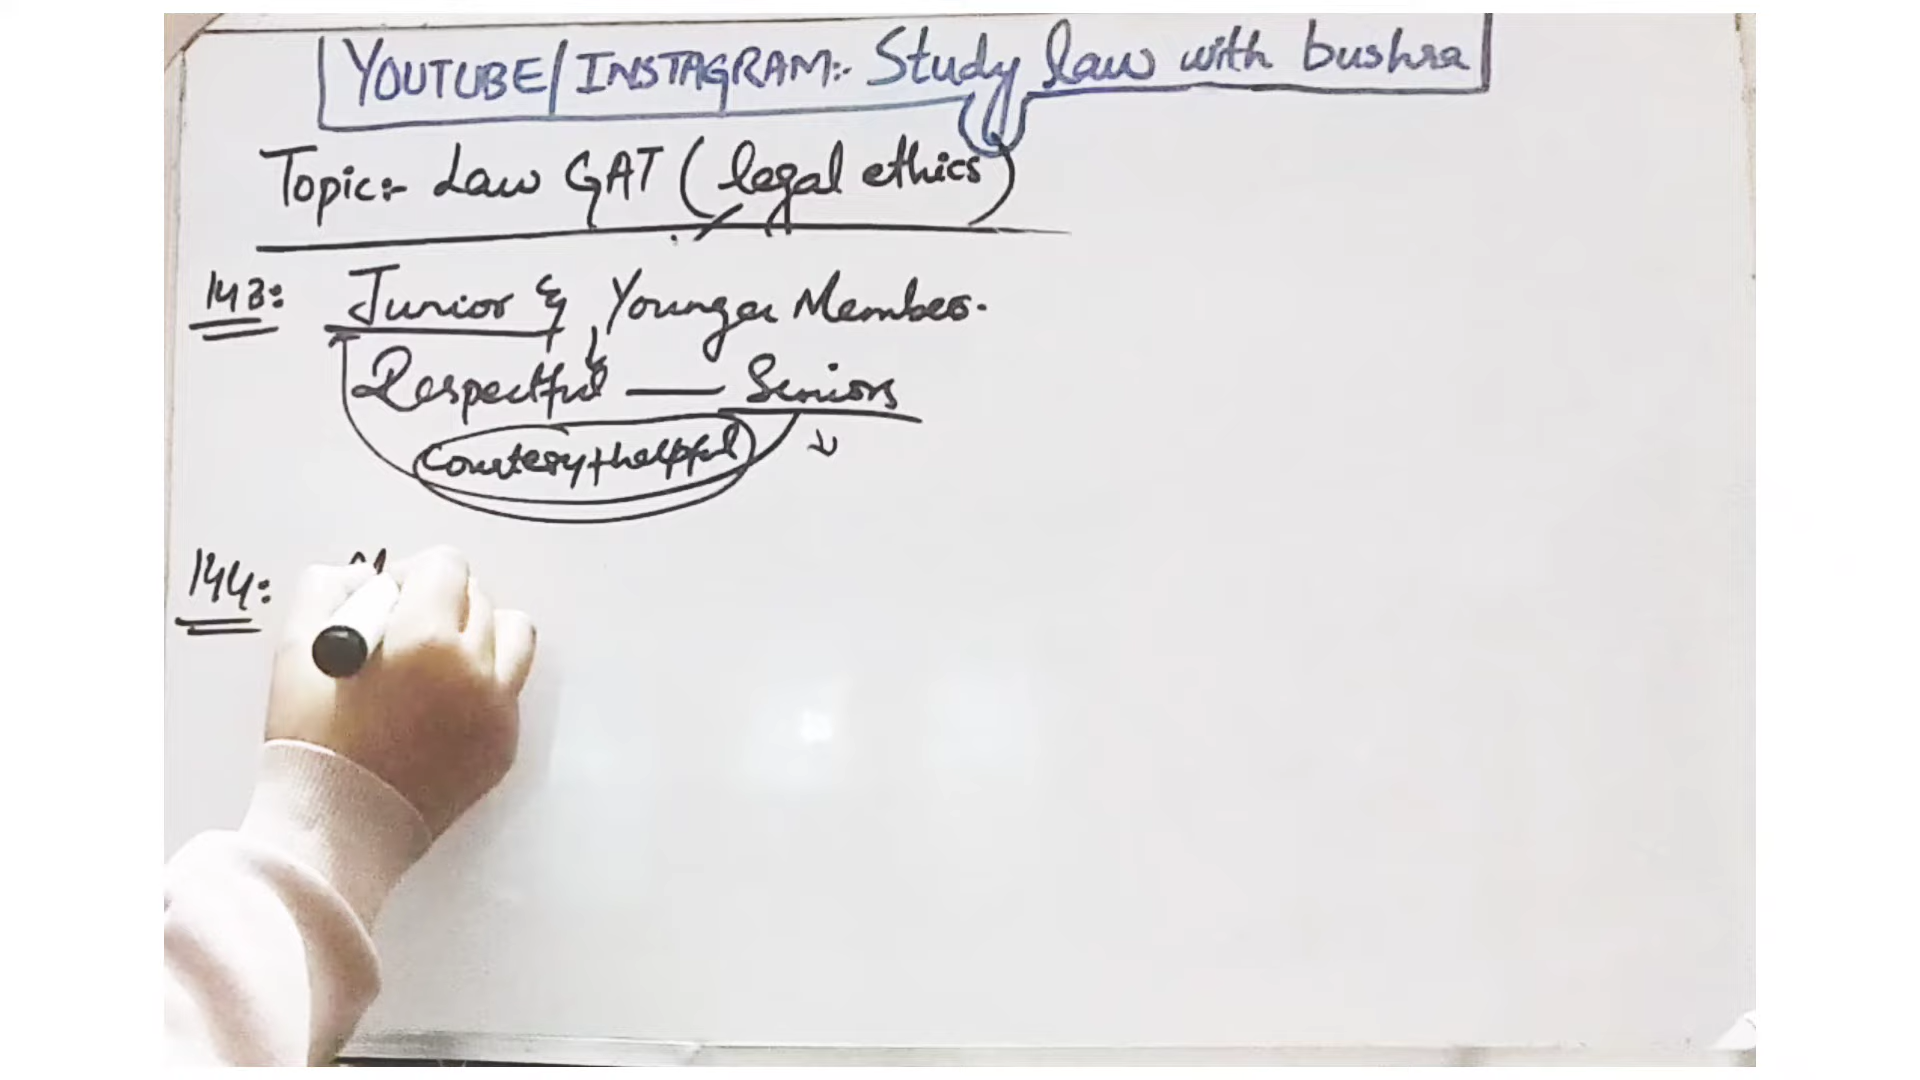 YOUTUBE/INSTAGRAM:- Study law with bushra
Topic:- Law GAT (legal ethics)
143: Junior & Younger Member.
Respectful — Seniors
Courtesy+helpful
144: